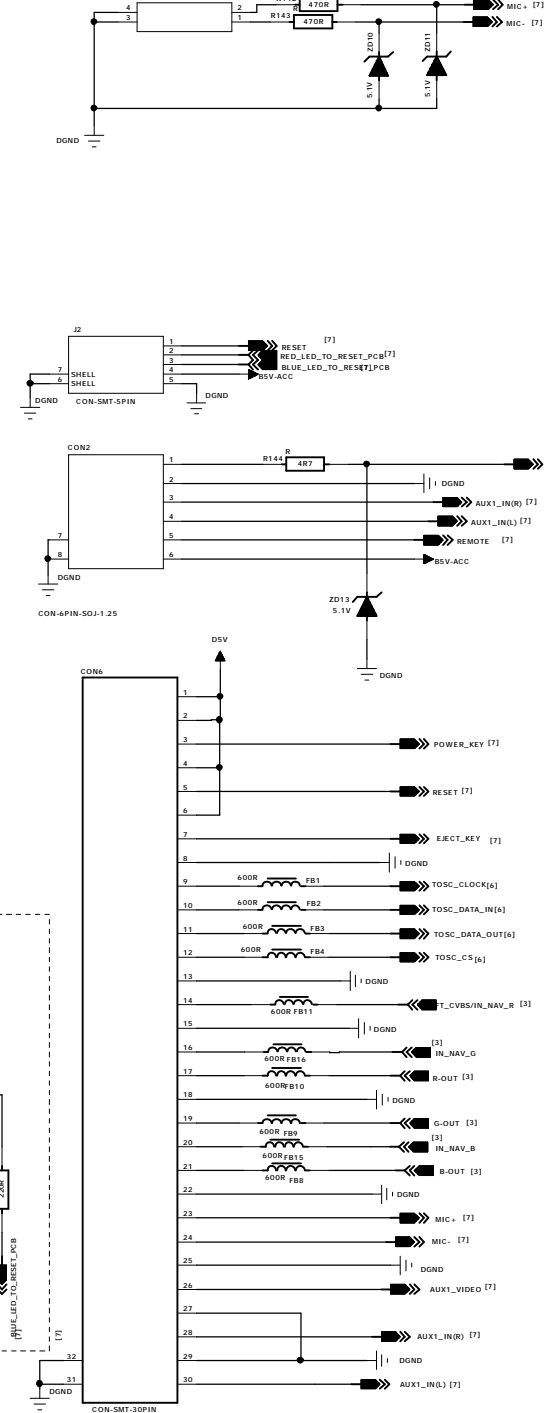 470R MIC+ [7]
4 2
3 1 R143 470R MIC- [7]
ZD10 ZD11
5.1V 5.1V
DGND
J2
1 RESET [7]
2 RED_LED_TO_RESET_PCB [7]
3 BLUE_LED_TO_RESET_PCB [7]
7 SHELL 4 B5V-ACC
6 SHELL 5
DGND DGND
CON-SMT-5PIN
CON2
R
1 R144 4R7
2 DGND
3 AUX1_IN(R) [7]
4 AUX1_IN(L) [7]
7 5 REMOTE [7]
8 6 B5V-ACC
DGND
ZD13
5.1V
CON-6PIN-SOJ-1.25
D5V
DGND
CON6
1
2
3 POWER_KEY [7]
4
5 RESET [7]
6
7 EJECT_KEY [7]
8 DGND
9 600R FB1 TOSC_CLOCK[6]
10 600R FB2 TOSC_DATA_IN[6]
11 600R FB3 TOSC_DATA_OUT[6]
12 600R FB4 TOSC_CS[6]
13 DGND
14 600R FB11 FT_CVBS/IN_NAV_R [3]
15 DGND
16 600R FB16 IN_NAV_G [3]
17 600R FB10 R-OUT [3]
18 DGND
19 600R FB9 G-OUT [3]
20 600R FB15 IN_NAV_B [3]
21 600R FB8 B-OUT [3]
22 DGND
23 MIC+ [7]
24 MIC- [7]
25 DGND
26 AUX1_VIDEO [7]
27
28 AUX1_IN(R) [7]
32 29 DGND
31 30 AUX1_IN(L) [7]
DGND
CON-SMT-30PIN
220R
BLUE_LED_TO_RESET_PCB
[7] [7]